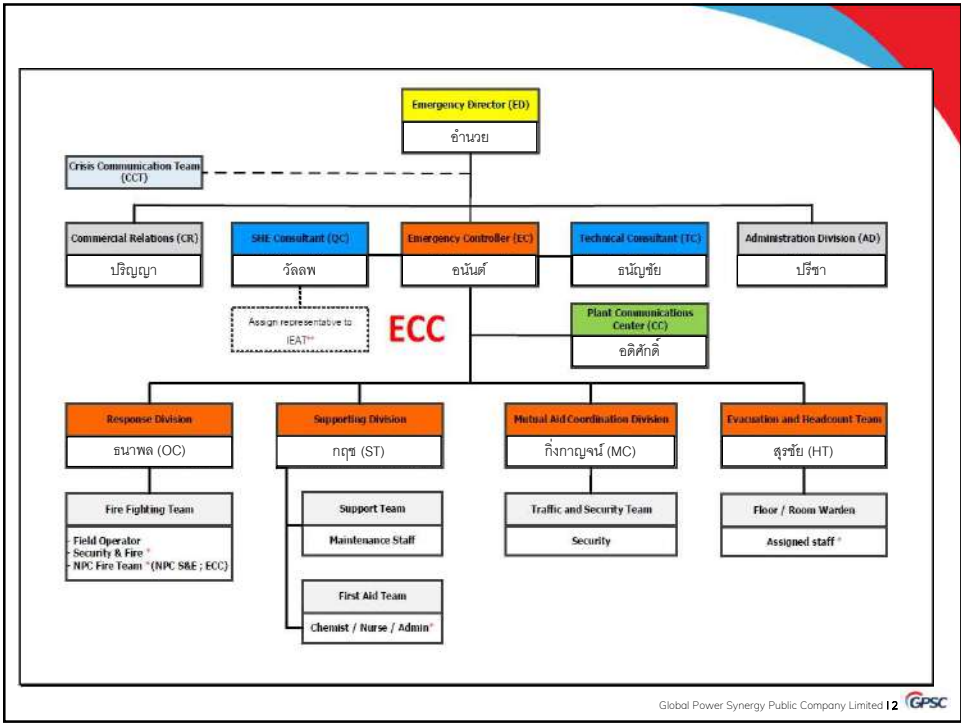 Emergency Director (ED)
อำนวย
Crisis Communication Team
(CCT)
Commercial Relations (CR)
ปริญญา
SHE Consultant (QC)
วัลลพ
Emergency Controller (EC)
อนันต์
Technical Consultant (TC)
ธนัญชัย
Administration Division (AD)
ปรีชา
Assign representative to
IEAT**
ECC
Plant Communications
Center (CC)
อดิศักดิ์
Response Division
ธนาพล (OC)
Supporting Division
กฤช (ST)
Mutual Aid Coordination Division
กิ่งกาญจน์ (MC)
Evacuation and Headcount Team
สุรชัย (HT)
Fire Fighting Team
- Field Operator
- Security & Fire *
- NPC Fire Team *(NPC S&E ; ECC)
Support Team
Maintenance Staff
Traffic and Security Team
Security
Floor / Room Warden
Assigned staff *
First Aid Team
Chemist / Nurse / Admin*
Global Power Synergy Public Company Limited 12 GPSC